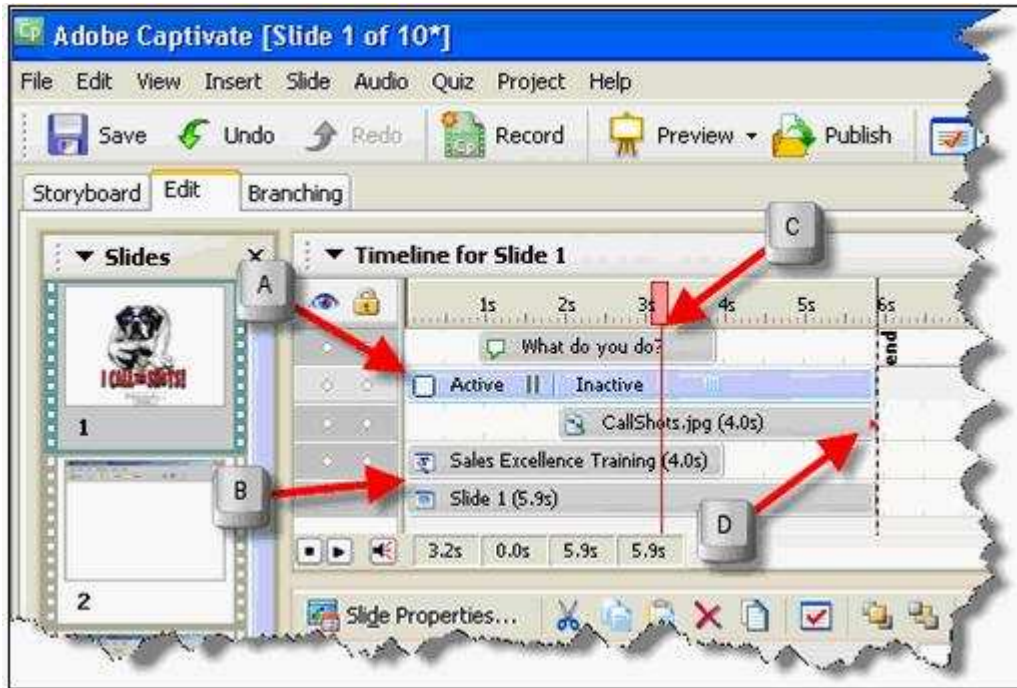 Adobe Captivate [Slide 1 of 10*]
File Edit View Insert Slide Audio Quiz Project Help
Save Undo Redo Record Preview Publish
Storyboard Edit Branching
Slides
Timeline for Slide 1
1s 2s 3s 4s 5s 6s
end
What do you do?
Active Inactive
CallShots.jpg (4.0s)
Sales Excellence Training (4.0s)
Slide 1 (5.9s)
3.2s 0.0s 5.9s 5.9s
Slide Properties...
A
B
C
D
I CALL SHOTS!
1
2